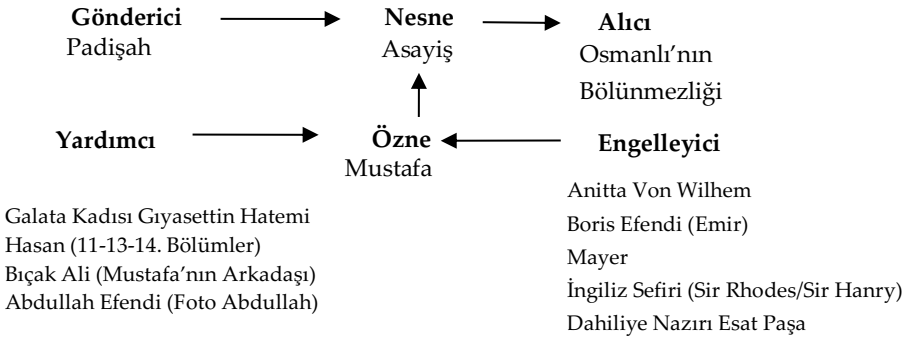 Gönderici
Padişah
Nesne
Asayiş
Alıcı
Osmanlı’nın
Bölünmezliği
Yardımcı
Özne
Mustafa
Engelleyici
Galata Kadısı Gıyasettin Hatemi
Hasan (11-13-14. Bölümler)
Bıçak Ali (Mustafa’nın Arkadaşı)
Abdullah Efendi (Foto Abdullah)
Anitta Von Wilhem
Boris Efendi (Emir)
Mayer
İngiliz Sefiri (Sir Rhodes/Sir Hanry)
Dahiliye Nazırı Esat Paşa